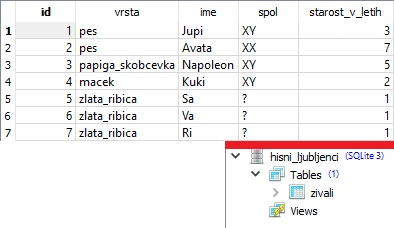 id vrsta ime spol starost_v_letih
1 1 pes Jupi XY 3
2 2 pes Avata XX 7
3 3 papiga_skobcevka Napoleon XY 5
4 4 macek Kuki XY 2
5 5 zlata_ribica Sa ? 1
6 6 zlata_ribica Va ? 1
7 7 zlata_ribica Ri ? 1
hisni_ljubljenci (SQLite 3)
Tables (1)
zivali
Views